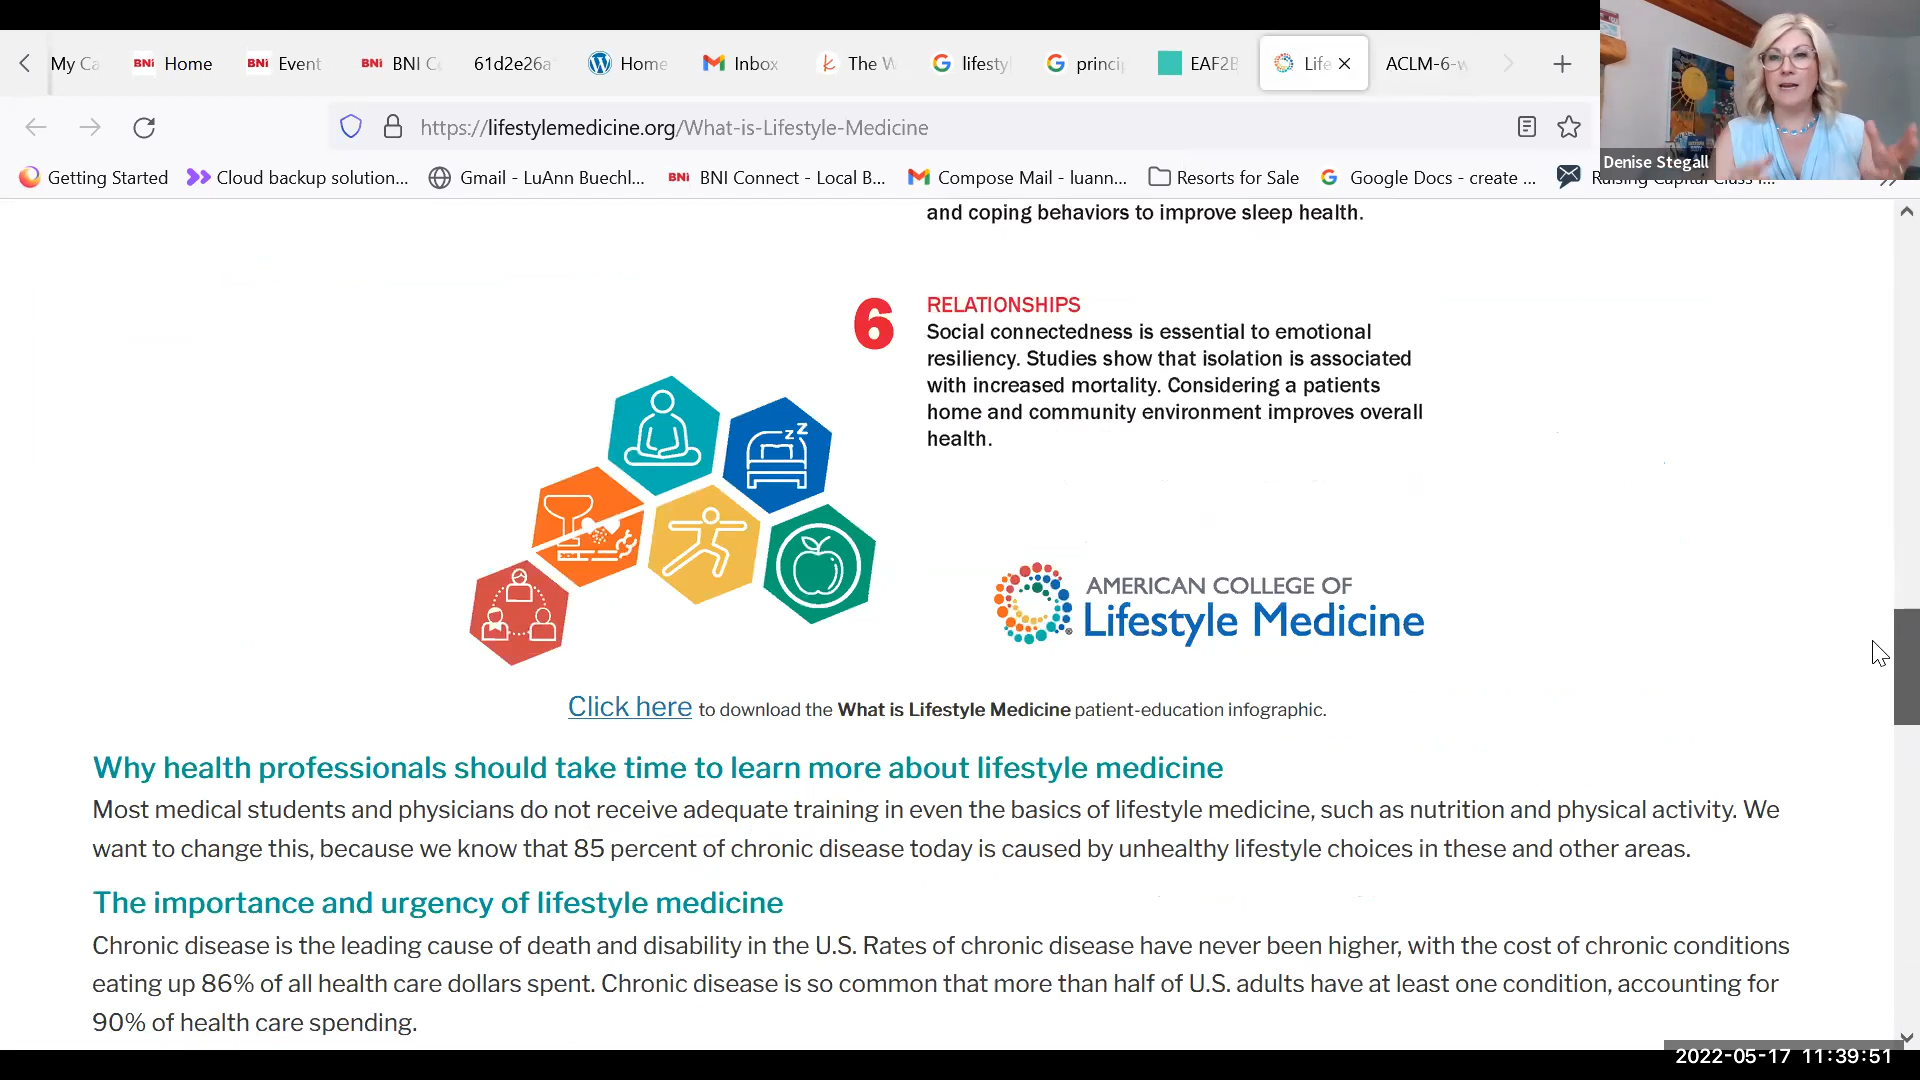 My Ca
BNI Home
BNI Event
BNI BNI Co
61d2e26a
Home
Inbox
The W
lifestyl
princi
EAF2B
Life
ACLM-6-w
https://lifestylemedicine.org/What-is-Lifestyle-Medicine
Getting Started
Cloud backup solution...
Gmail - LuAnn Buechl...
BNI BNI Connect - Local B...
Compose Mail - luann...
Resorts for Sale
Google Docs - create ...
Raising Capital Class I...
Denise Stegall
and coping behaviors to improve sleep health.
6
RELATIONSHIPS
Social connectedness is essential to emotional
resiliency. Studies show that isolation is associated
with increased mortality. Considering a patients
home and community environment improves overall
health.
zz
AMERICAN COLLEGE OF
Lifestyle Medicine
Click here to download the What is Lifestyle Medicine patient-education infographic.
Why health professionals should take time to learn more about lifestyle medicine
Most medical students and physicians do not receive adequate training in even the basics of lifestyle medicine, such as nutrition and physical activity. We
want to change this, because we know that 85 percent of chronic disease today is caused by unhealthy lifestyle choices in these and other areas.
The importance and urgency of lifestyle medicine
Chronic disease is the leading cause of death and disability in the U.S. Rates of chronic disease have never been higher, with the cost of chronic conditions
eating up 86% of all health care dollars spent. Chronic disease is so common that more than half of U.S. adults have at least one condition, accounting for
90% of health care spending.
2022-05-17 11:39:51